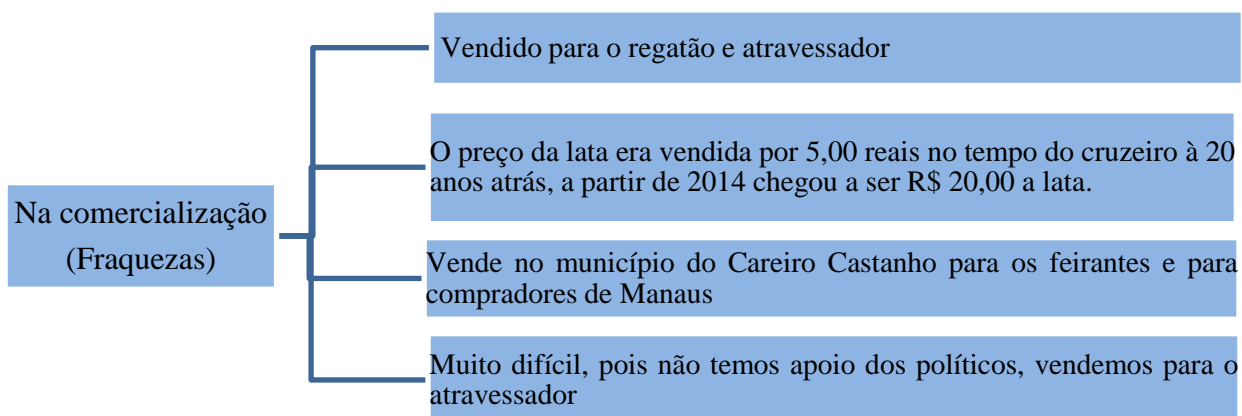 Na comercialização
(Fraquezas)
Vendido para o regatão e atravessador
O preço da lata era vendida por 5,00 reais no tempo do cruzeiro à 20
anos atrás, a partir de 2014 chegou a ser R$ 20,00 a lata.
Vende no município do Careiro Castanho para os feirantes e para
compradores de Manaus
Muito difícil, pois não temos apoio dos políticos, vendemos para o
atravessador